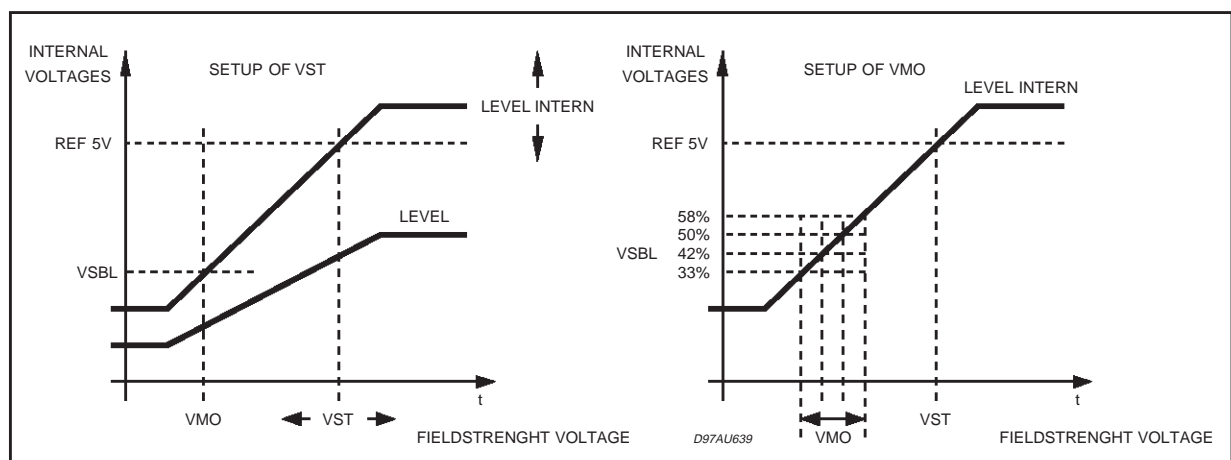 INTERNAL
VOLTAGES
SETUP OF VST
LEVEL INTERN
REF 5V
LEVEL
VSBL
t
VMO
VST
FIELDSTRENGHT VOLTAGE
INTERNAL
VOLTAGES
SETUP OF VMO
LEVEL INTERN
REF 5V
58%
50%
VSBL 42%
33%
t
D97AU639
VMO
VST
FIELDSTRENGHT VOLTAGE